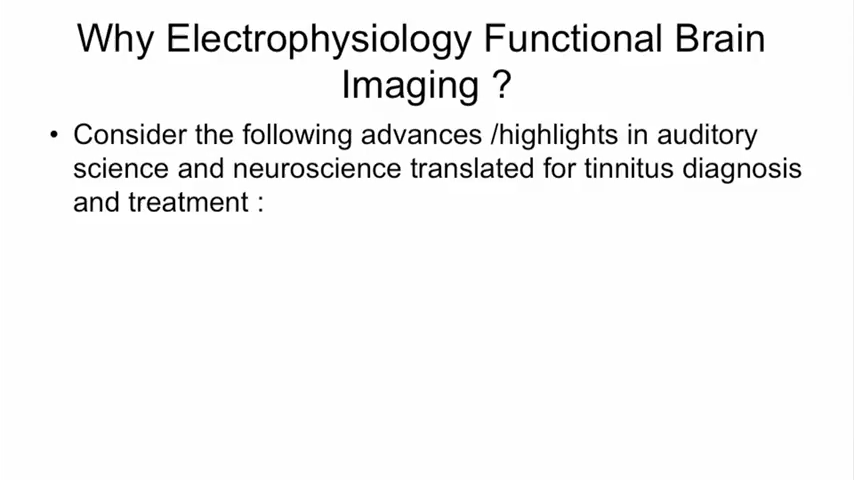 Why Electrophysiology Functional Brain
Imaging ?
• Consider the following advances /highlights in auditory
science and neuroscience translated for tinnitus diagnosis
and treatment :